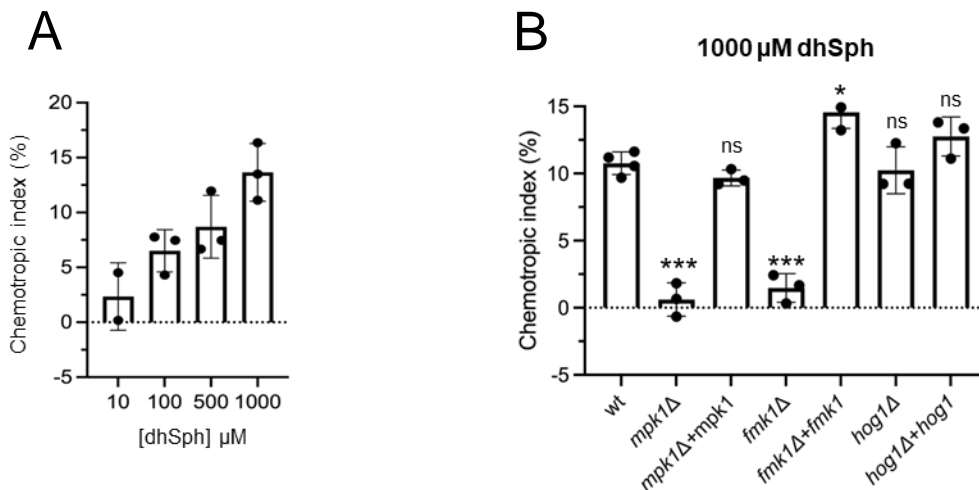 A
Chemotropic index (%)
20
15
10
5
0
-5
10 100 500 1000
[dhSph] µM
B
1000 µM dhSph
Chemotropic index (%)
15
10
5
0
-5
***
ns
***
*
ns
ns
wt
mpk1Δ
mpk1Δ+mpk1
fmk1Δ
fmk1Δ+fmk1
hog1Δ
hog1Δ+hog1